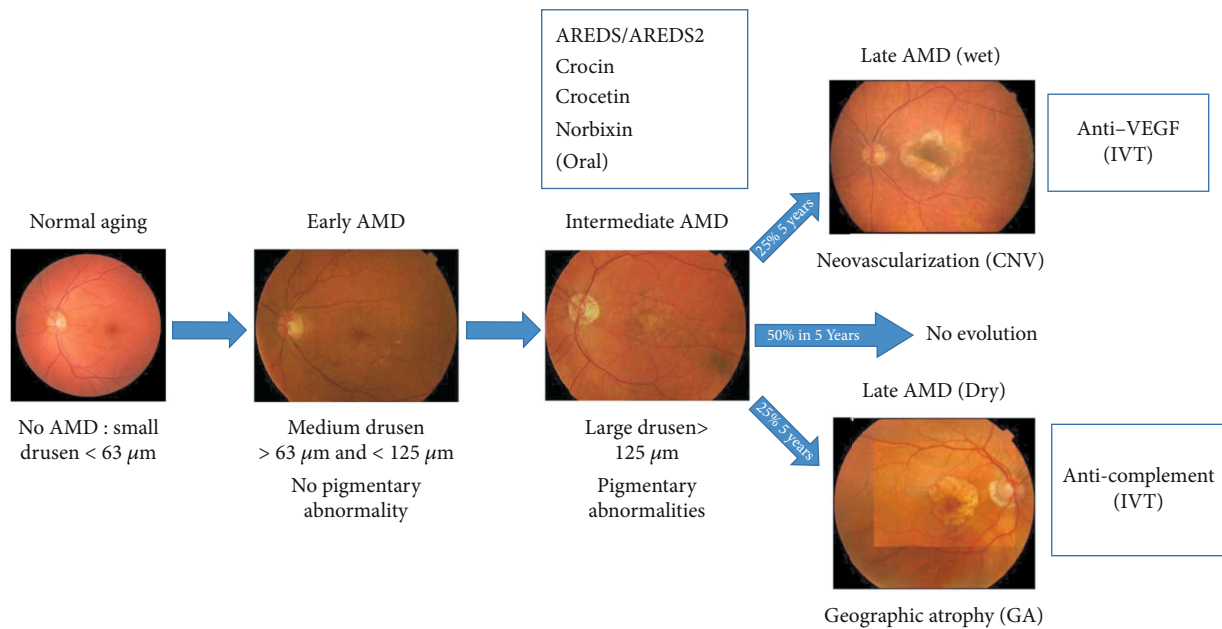 AREDS/AREDS2
Crocin
Crocetin
Norbixin
(Oral)
Late AMD (wet)
Anti–VEGF
(IVT)
Normal aging
Early AMD
Intermediate AMD
25% 5 years
Neovascularization (CNV)
50% in 5 Years
No evolution
25% 5 years
Late AMD (Dry)
No AMD : small
drusen < 63 μm
Medium drusen
> 63 μm and < 125 μm
No pigmentary
abnormality
Large drusen>
125 μm
Pigmentary
abnormalities
Anti-complement
(IVT)
Geographic atrophy (GA)